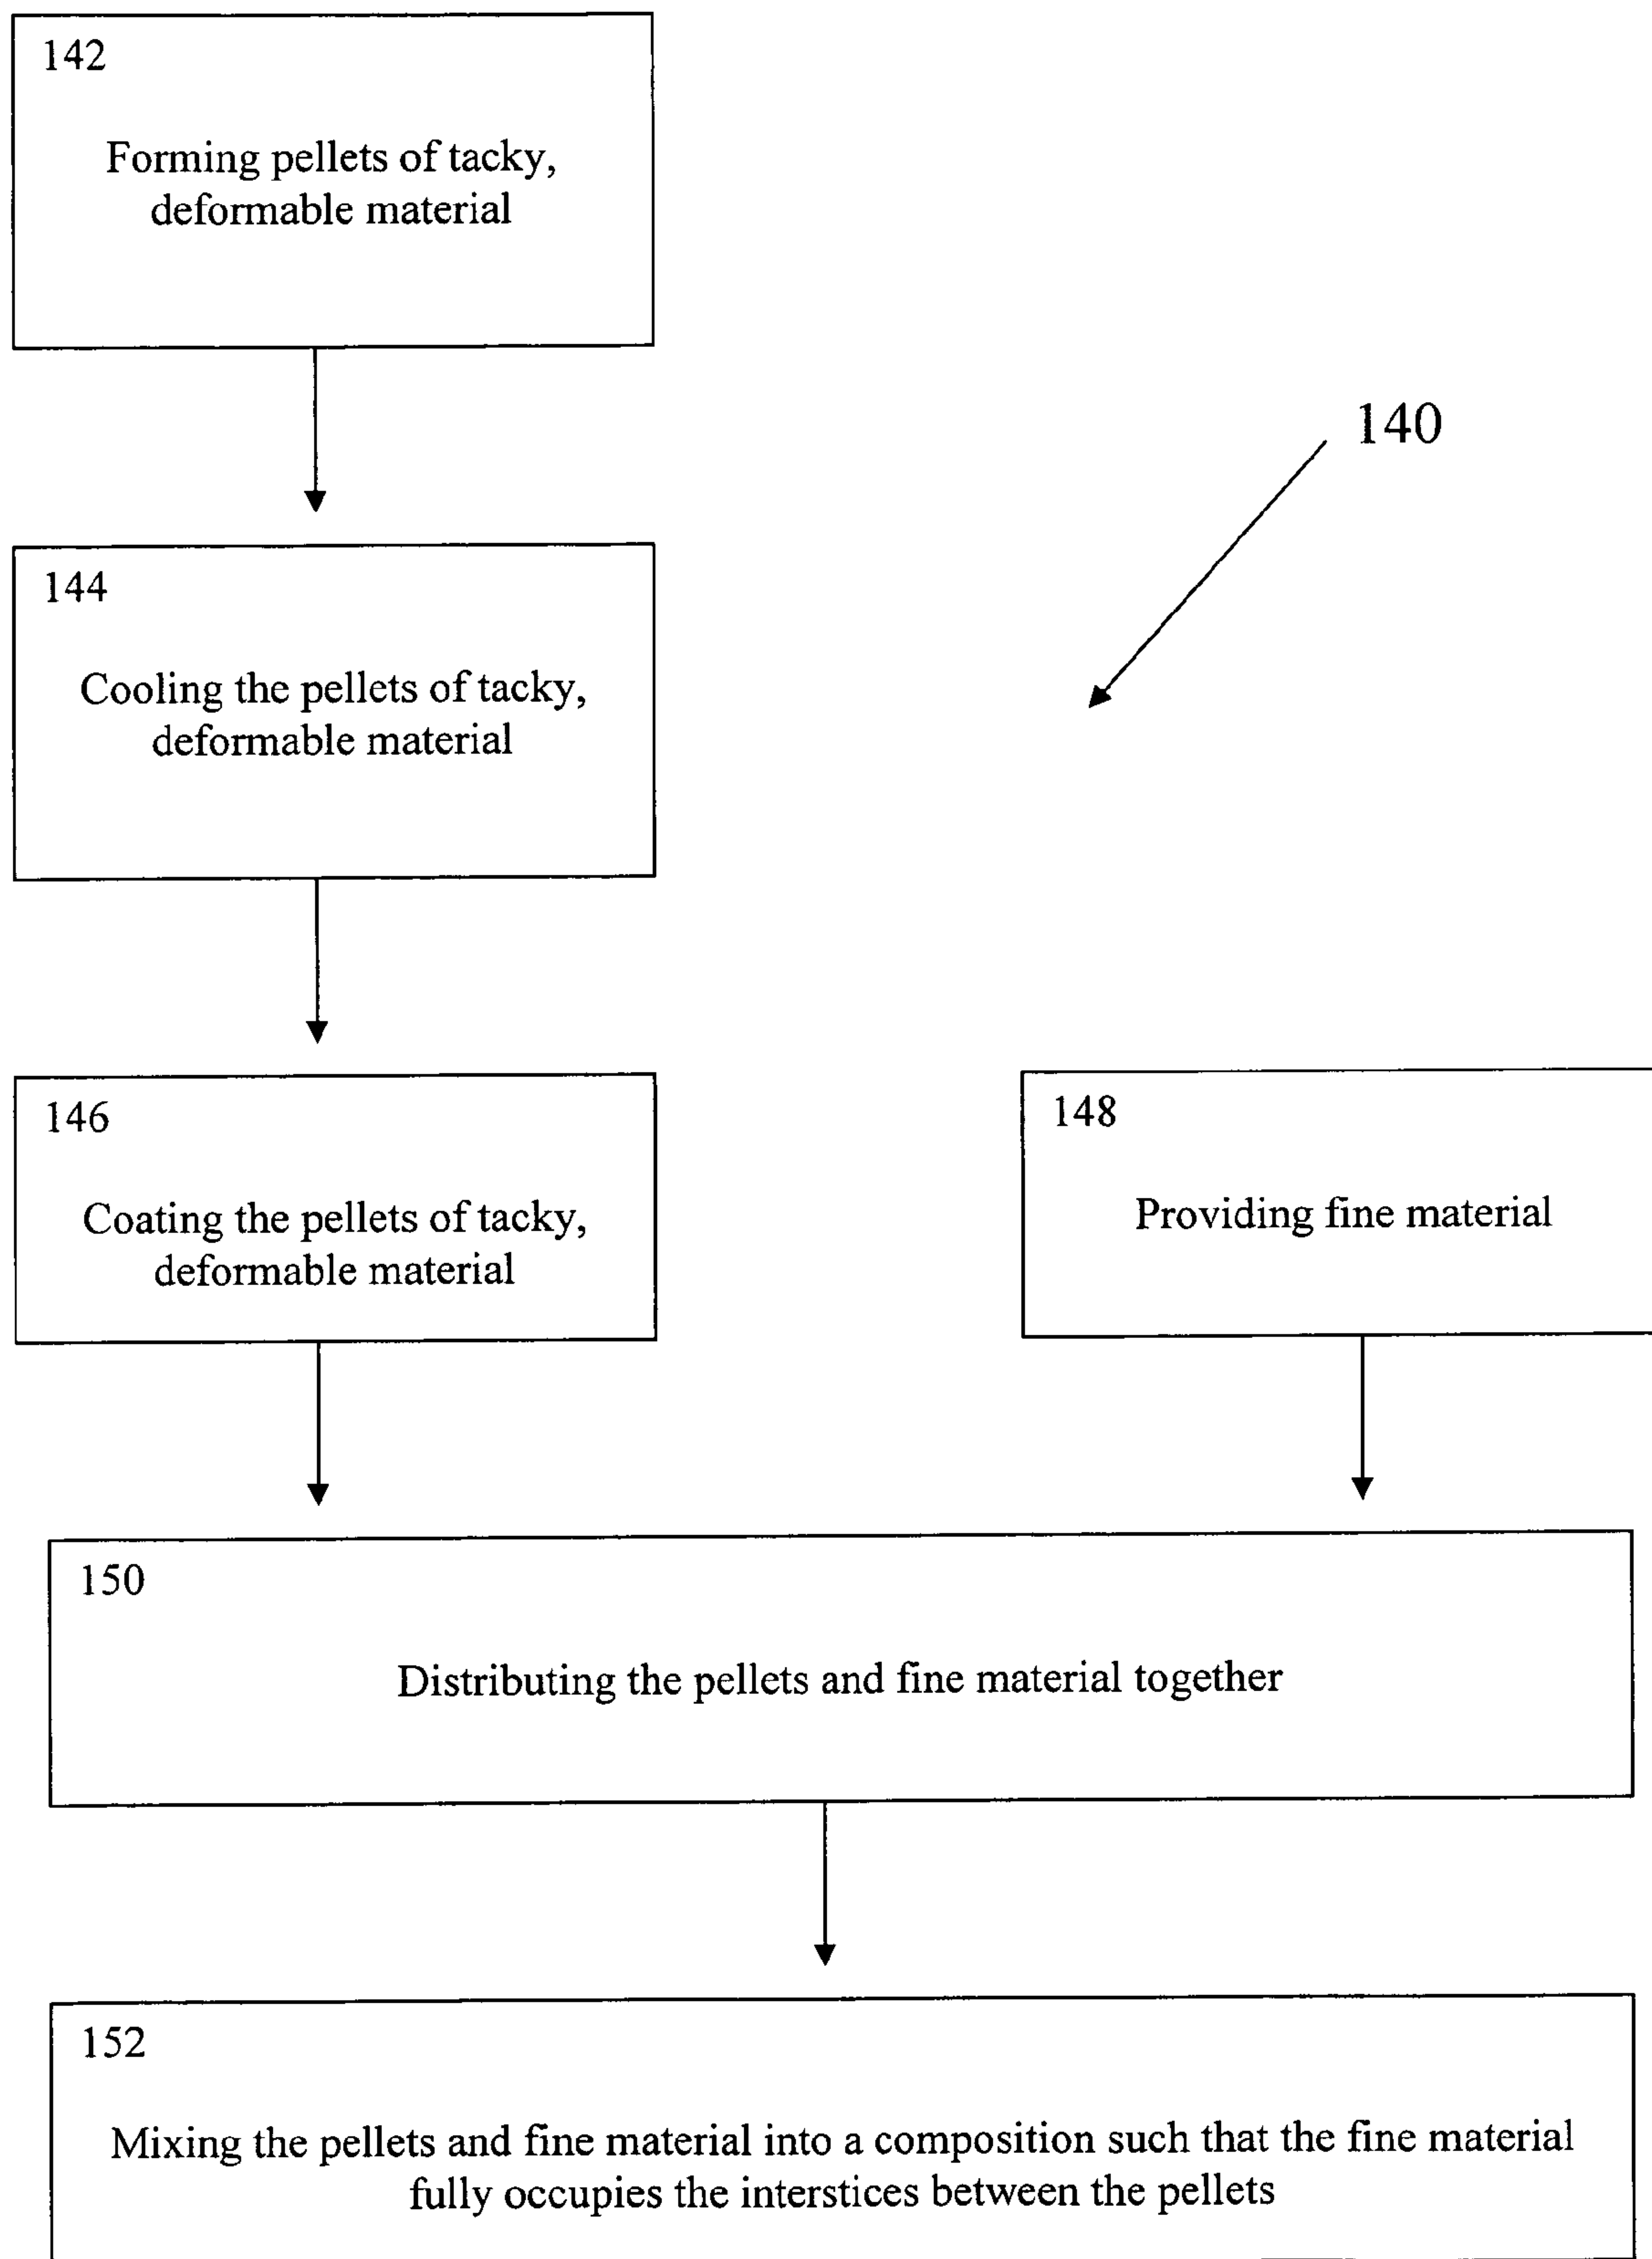 142
Forming pellets of tacky,
deformable material
140
144
Cooling the pellets of tacky,
deformable material
146
Coating the pellets of tacky,
deformable material
148
Providing fine material
150
Distributing the pellets and fine material together
152
Mixing the pellets and fine material into a composition such that the fine material
fully occupies the interstices between the pellets